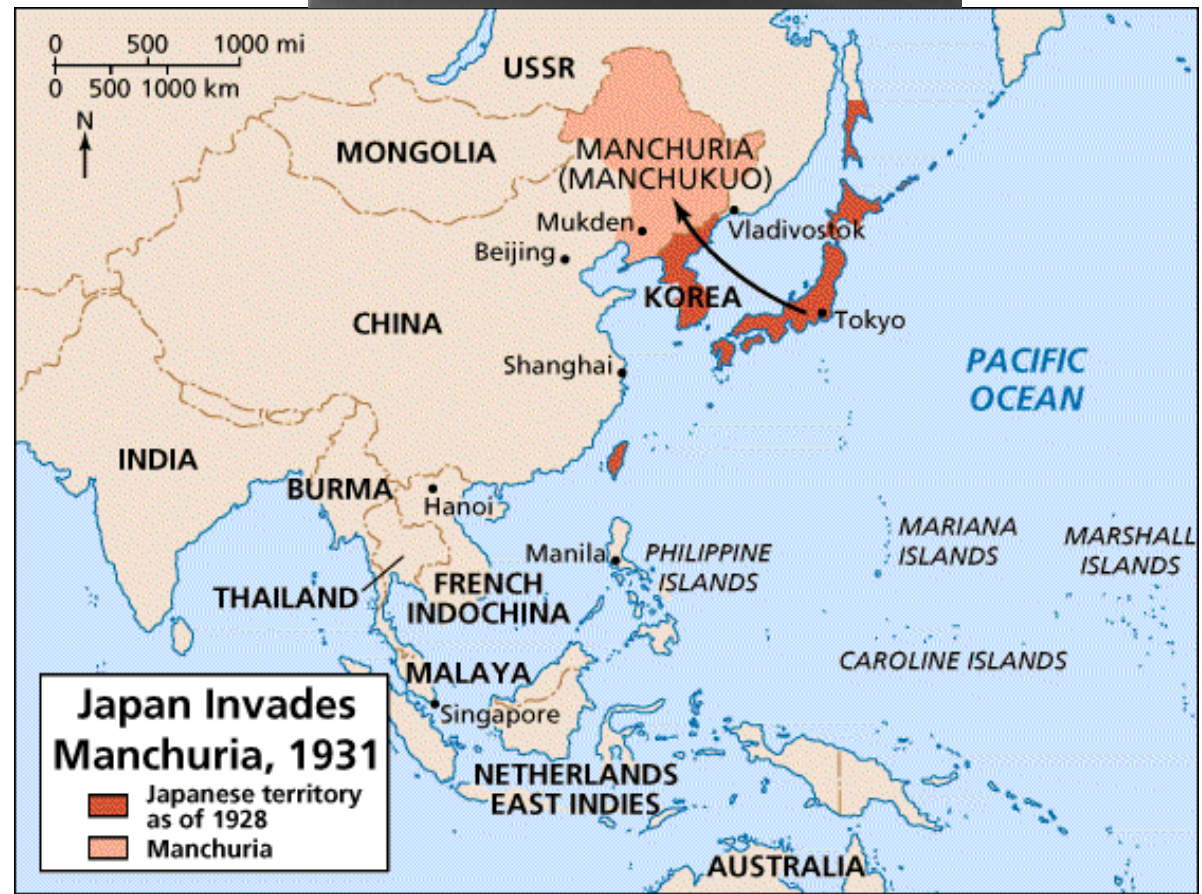 0 500 1000 mi
0 500 1000 km
N
USSR
MONGOLIA
MANCHURIA
(MANCHUKUO)
Mukden
Vladivostok
Beijing
KOREA
CHINA
Tokyo
Shanghai
PACIFIC
OCEAN
INDIA
BURMA
Hanoi
Manila
PHILIPPINE
ISLANDS
MARIANA
ISLANDS
MARSHALL
ISLANDS
THAILAND
FRENCH
INDOCHINA
CAROLINE ISLANDS
MALAYA
Singapore
NETHERLANDS
EAST INDIES
AUSTRALIA
Japan Invades
Manchuria, 1931
Japanese territory
as of 1928
Manchuria